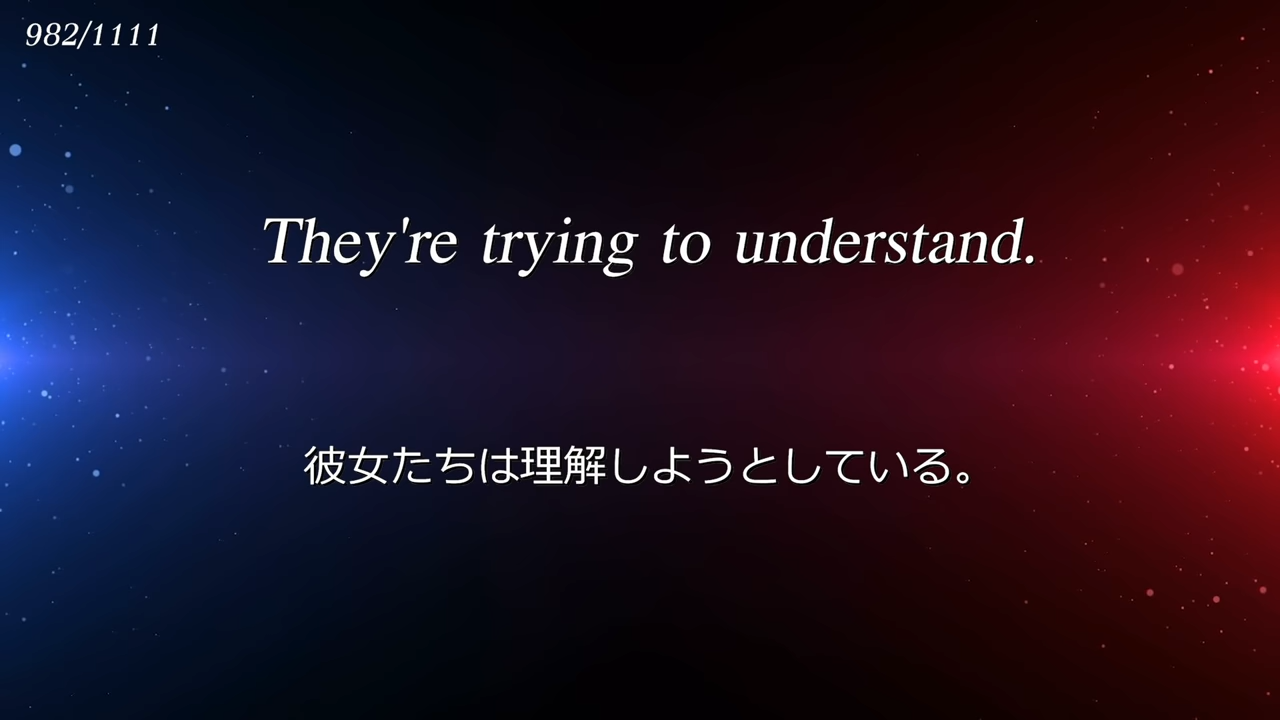 982/1111
They're trying to understand.
彼女たちは理解しようとしている。